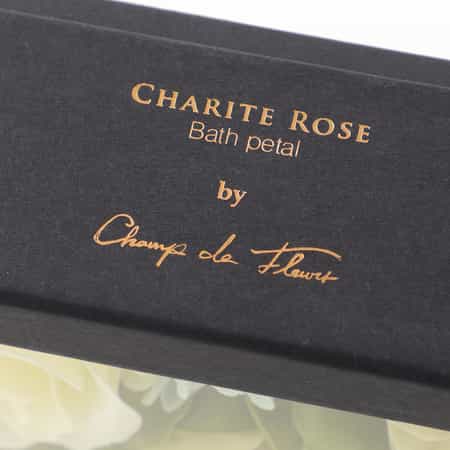 CHARITE ROSE
Bath petal
by
Champ de Fleurs